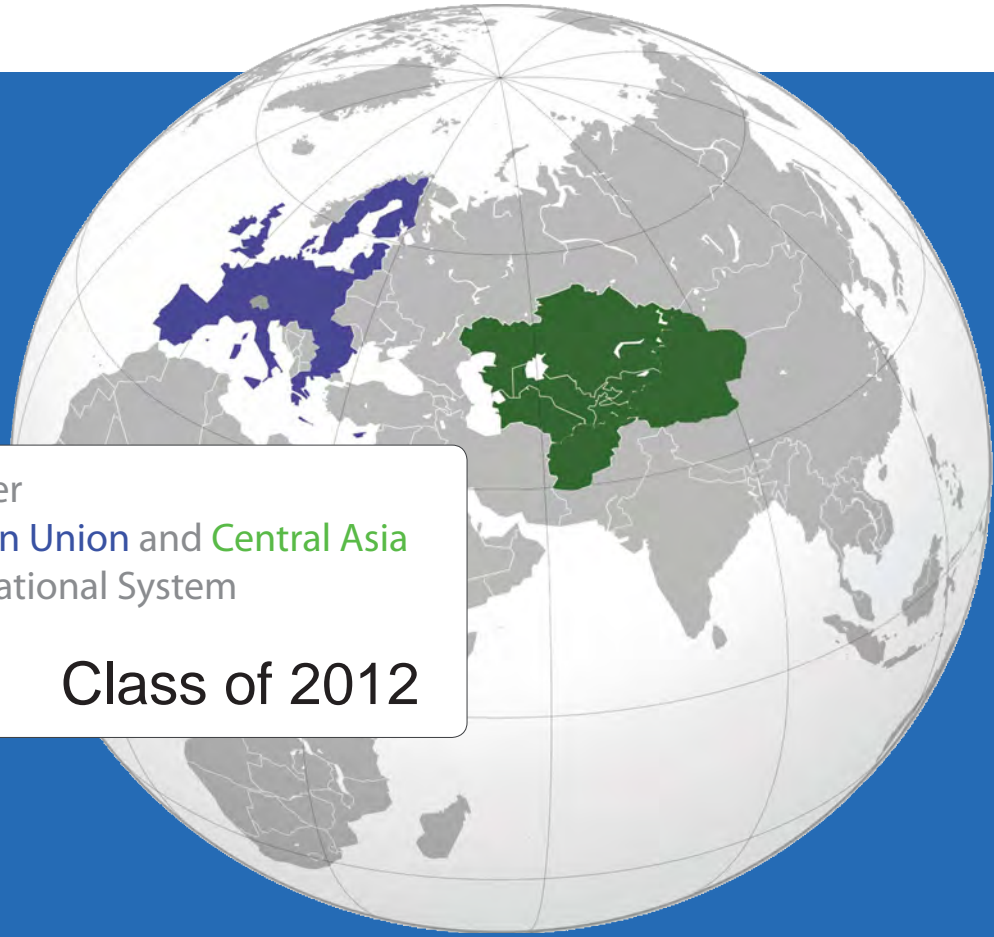 er
n Union and Central Asia
ational System
Class of 2012